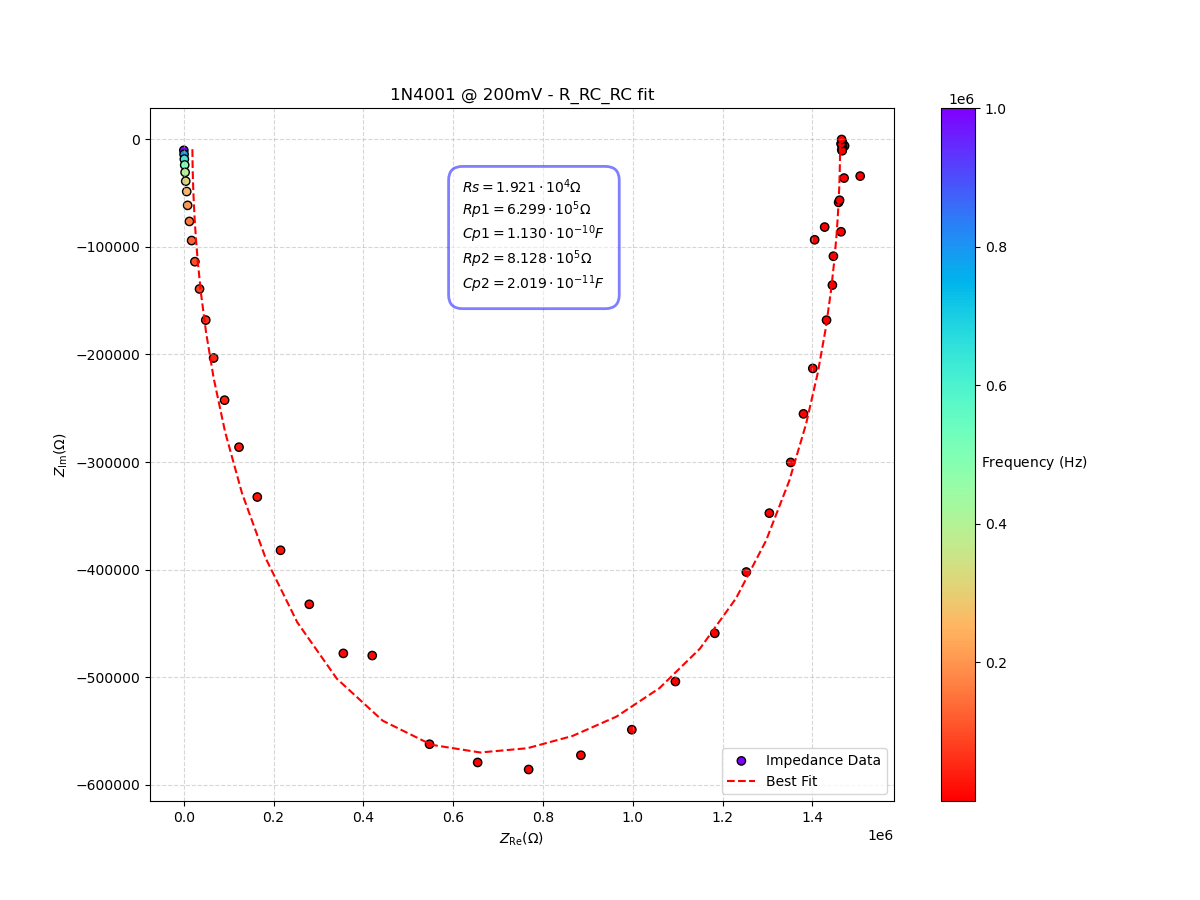 1N4001 @ 200mV - R_RC_RC fit
1e6
0
−100000
−200000
−300000
−400000
−500000
−600000
Z_Im(Ω)
Rs = 1.921 · 10^4Ω
Rp1 = 6.299 · 10^5Ω
Cp1 = 1.130 · 10^−10F
Rp2 = 8.128 · 10^5Ω
Cp2 = 2.019 · 10^−11F
Impedance Data
Best Fit
0.0 0.2 0.4 0.6 0.8 1.0 1.2 1.4
1e6
Z_Re(Ω)
1.0
0.8
0.6
Frequency (Hz)
0.4
0.2